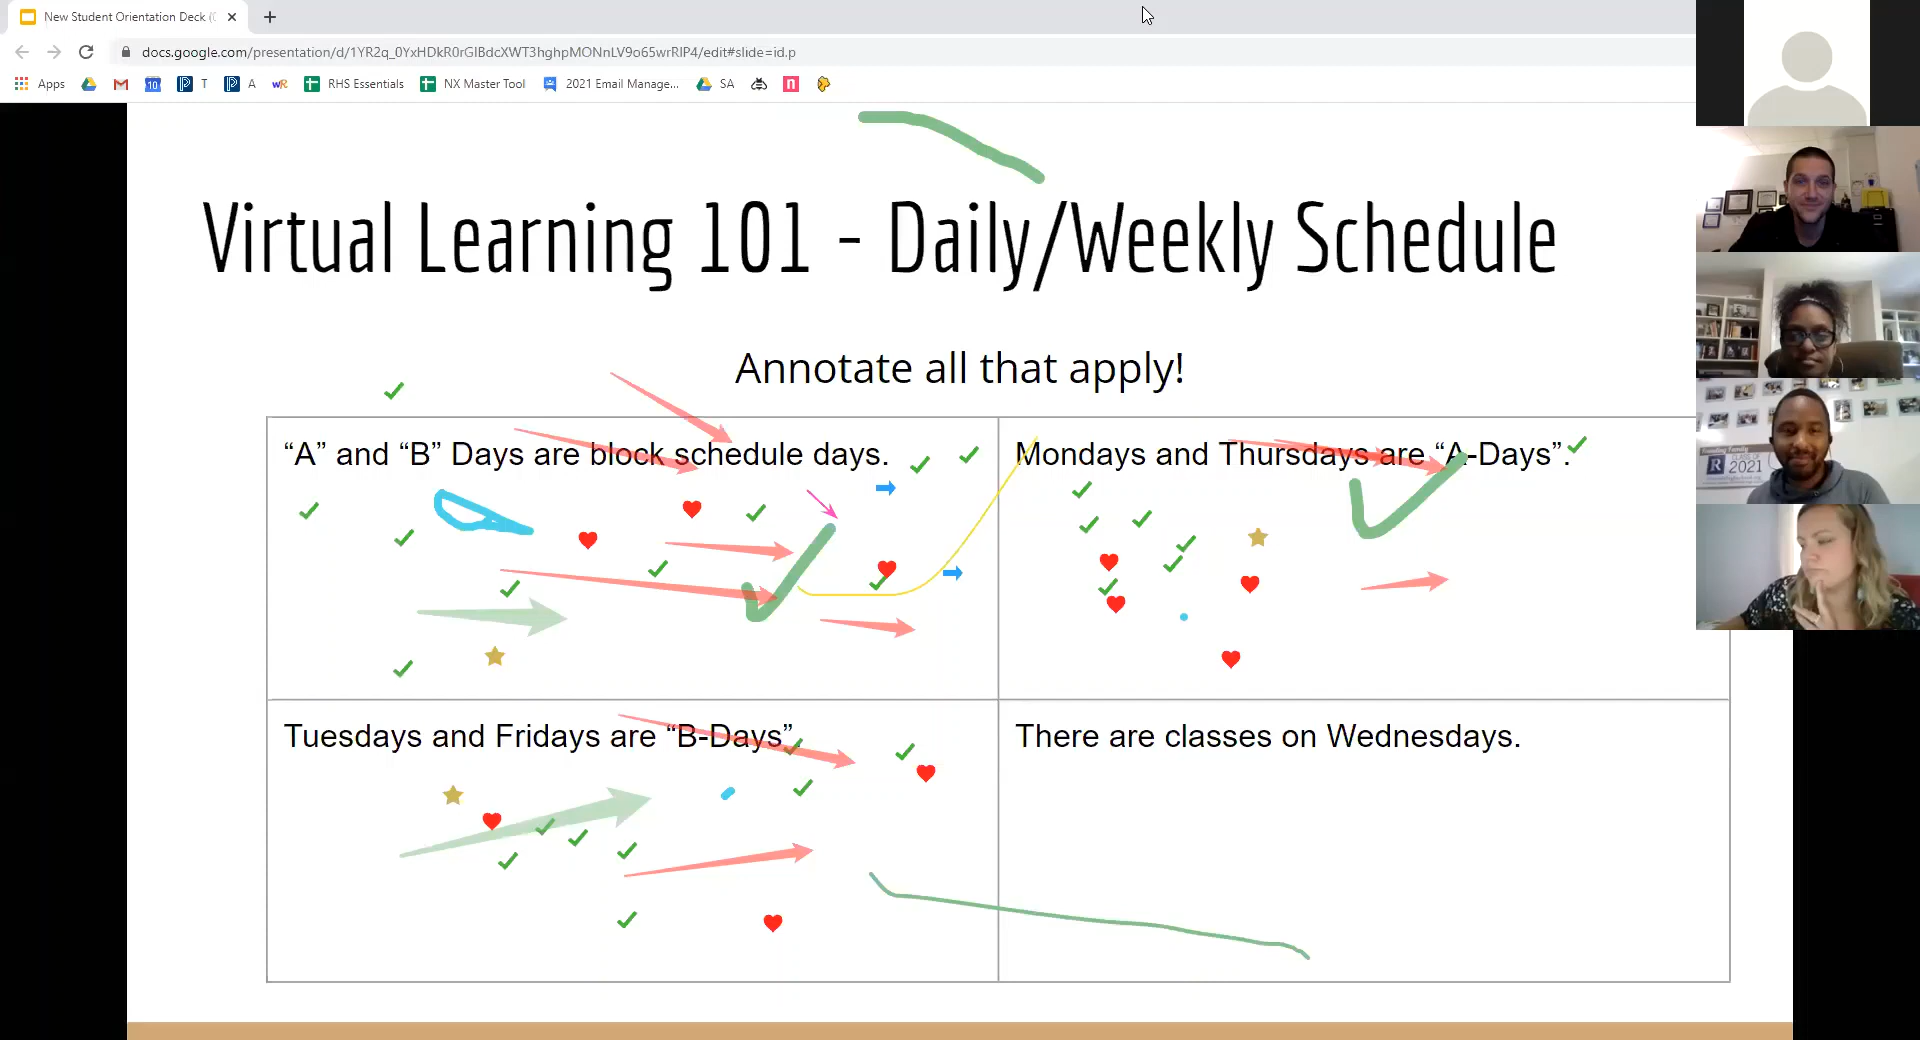 New Student Orientation Deck (
docs.google.com/presentation/d/1YR2q_0YxHDkR0rGIBdcXWT3hghpMONnLV9o65wrRIP4/edit#slide=id.p
Apps 10 T A wR RHS Essentials NX Master Tool 2021 Email Manage... SA n
Virtual Learning 101 - Daily/Weekly Schedule
Annotate all that apply!
“A” and “B” Days are block schedule days.
Mondays and Thursdays are “A-Days”.
Tuesdays and Fridays are “B-Days”.
There are classes on Wednesdays.
R
2021